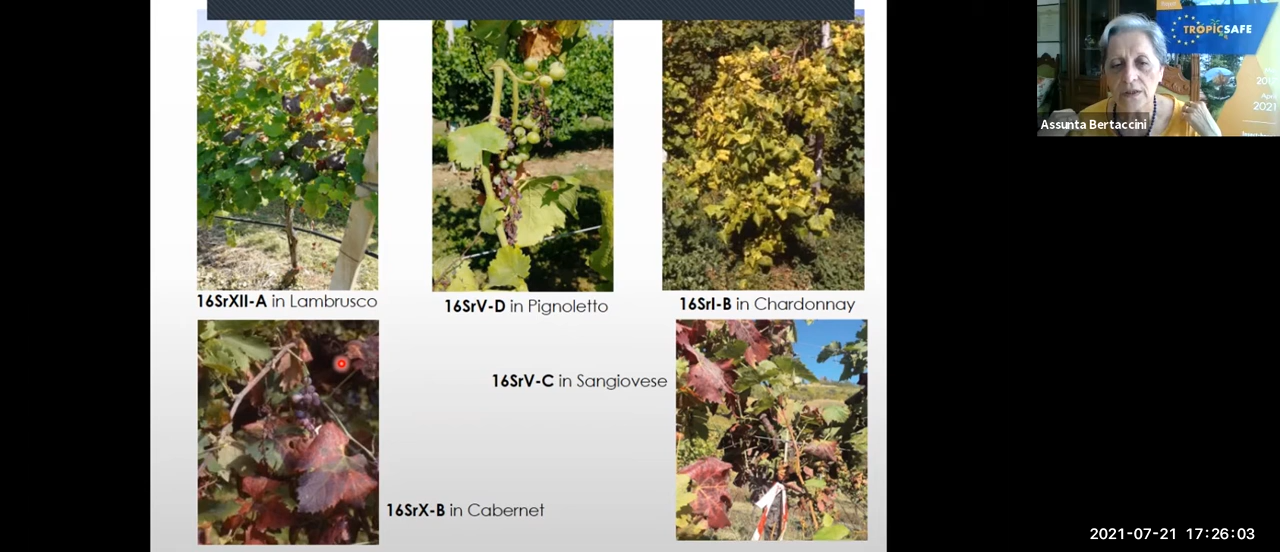 TROPICSAFE
2021
Assunta Bertaccini
16SrXII-A in Lambrusco
16SrV-D in Pignoletto
16SrI-B in Chardonnay
16SrV-C in Sangiovese
16SrX-B in Cabernet
2021-07-21 17:26:03